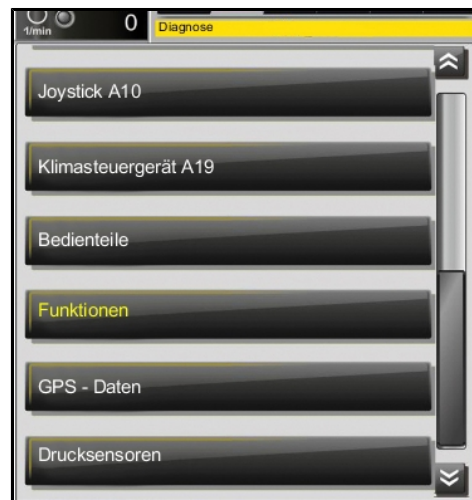 1/min
0
Diagnose
Joystick A10
Klimasteuergerät A19
Bedienteile
Funktionen
GPS - Daten
Drucksensoren